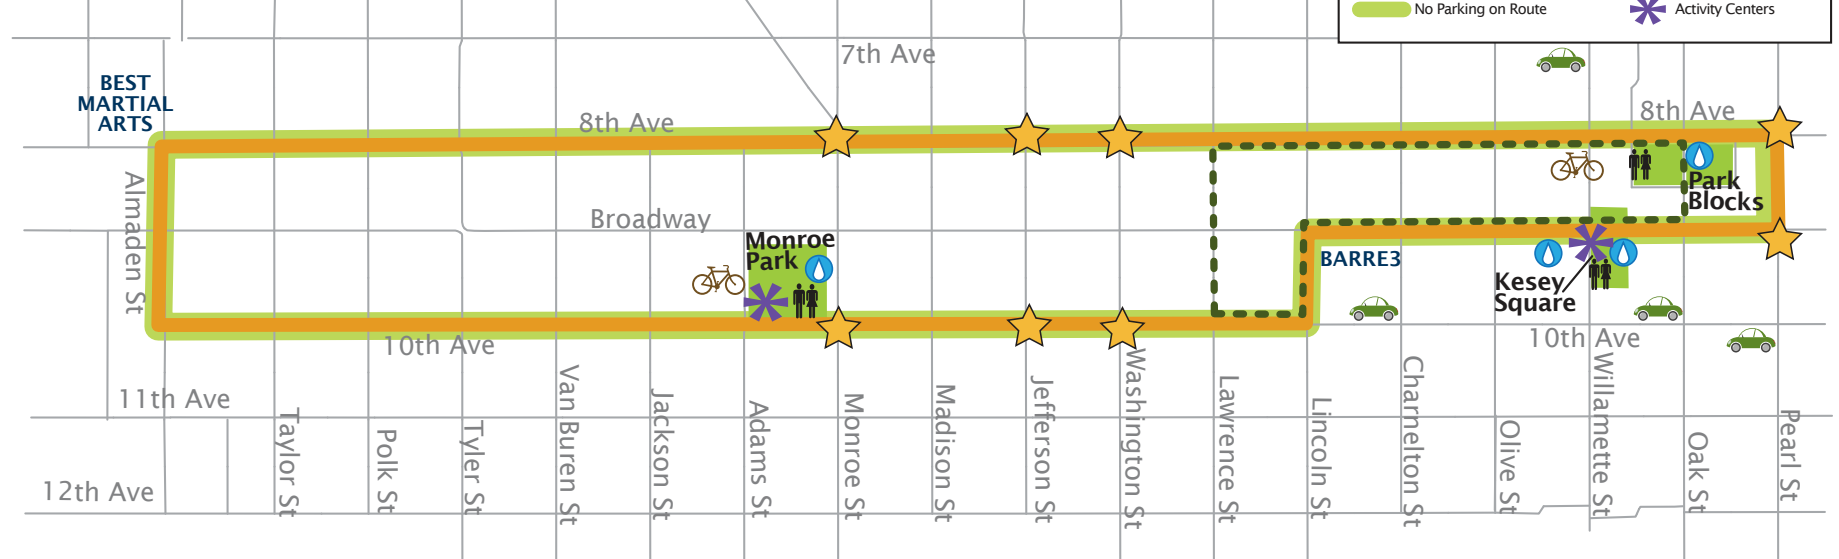 No Parking on Route
Activity Centers
7th Ave
BEST
MARTIAL
ARTS
8th Ave
8th Ave
Almaden St
Broadway
Monroe
Park
Park
Blocks
BARRE3
Kesey
Square
10th Ave
10th Ave
11th Ave
12th Ave
Taylor St
Polk St
Tyler St
Van Buren St
Jackson St
Adams St
Monroe St
Madison St
Jefferson St
Washington St
Lawrence St
Lincoln St
Charnelton St
Olive St
Willamette St
Oak St
Pearl St